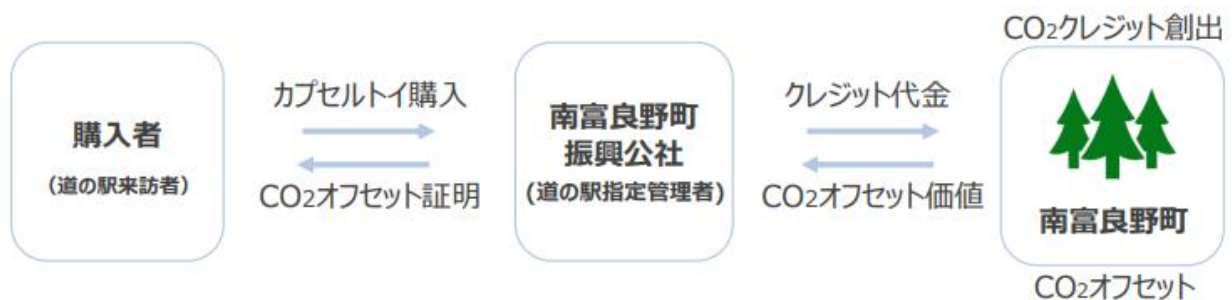 CO2クレジット創出
購入者
(道の駅来訪者)
カプセルトイ購入
CO2オフセット証明
南富良野町
振興公社
(道の駅指定管理者)
クレジット代金
CO2オフセット価値
南富良野町
CO2オフセット